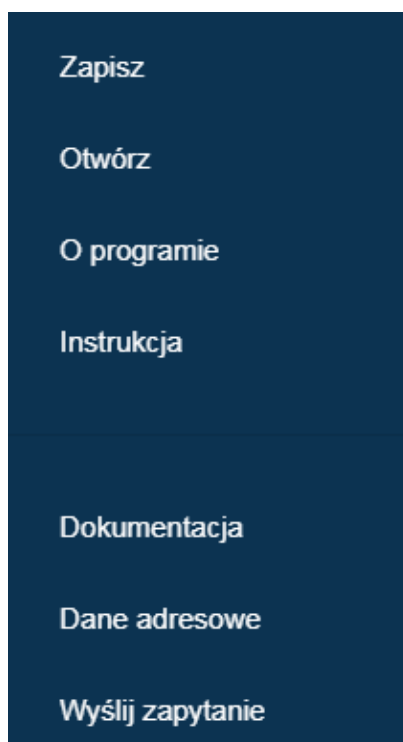 Zapisz
Otwórz
O programie
Instrukcja
Dokumentacja
Dane adresowe
Wyślij zapytanie